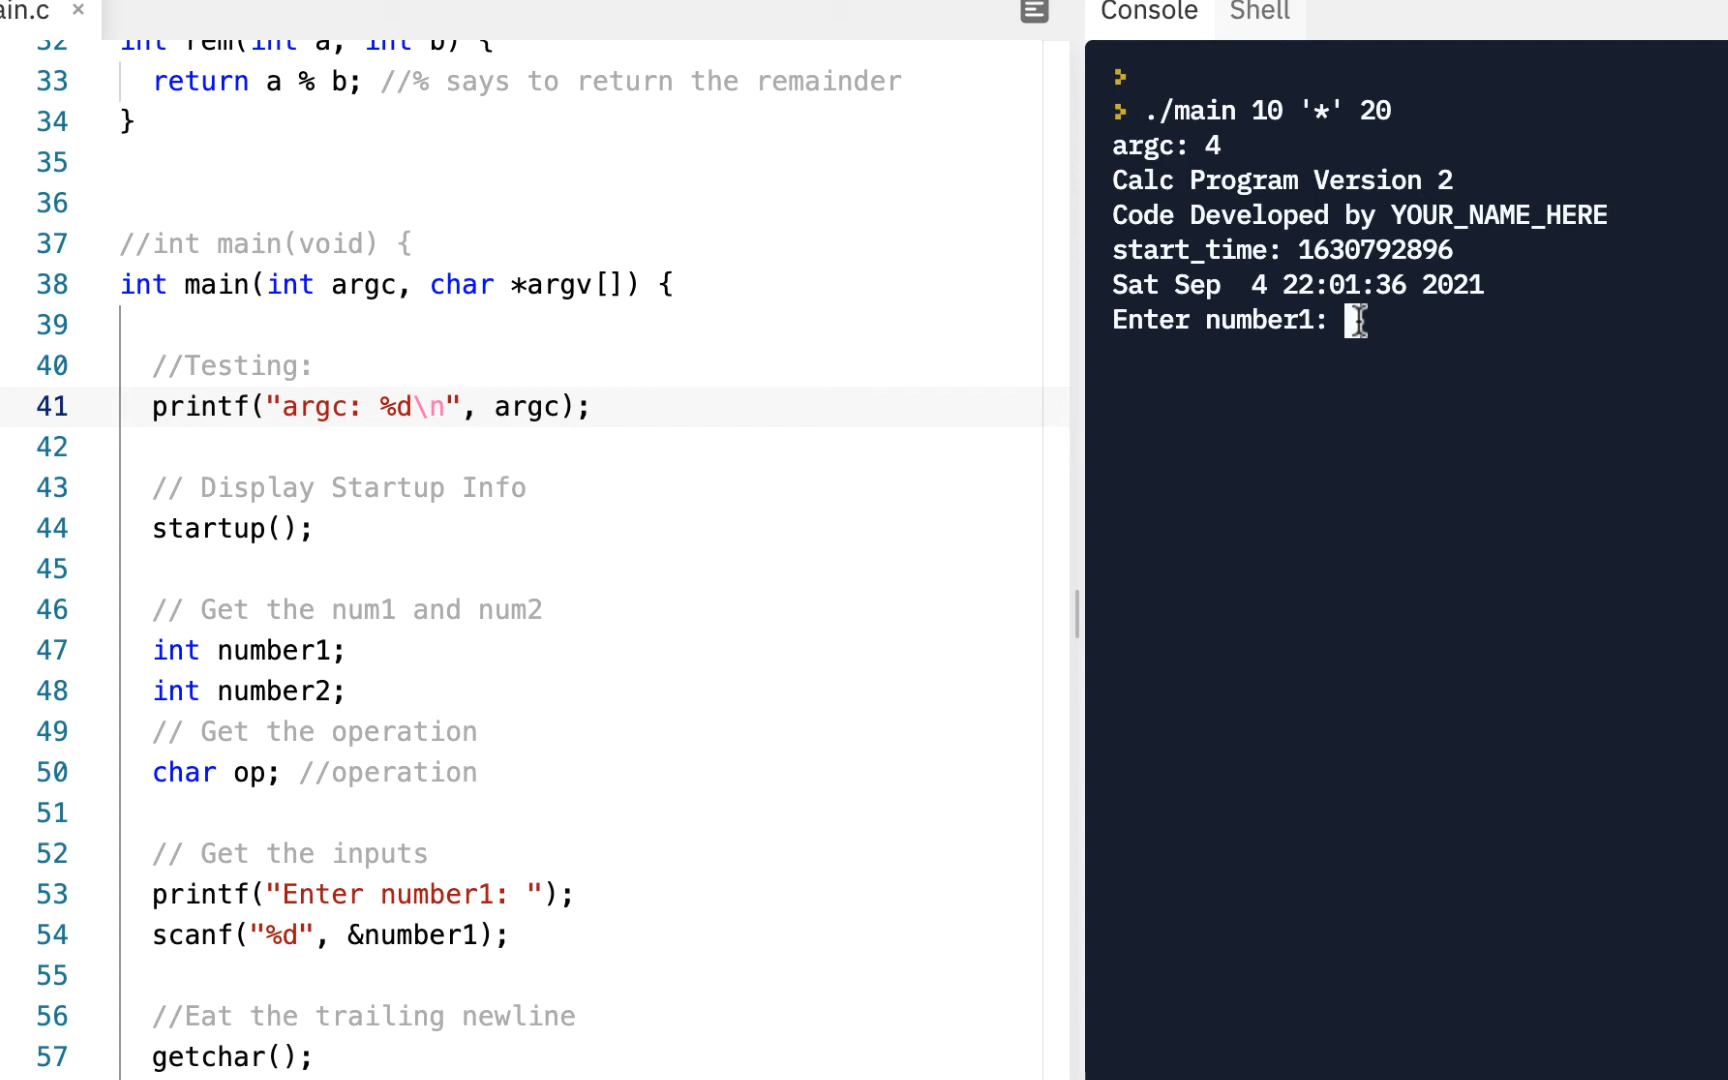 ain.c ×
Console Shell
32 int rem(int a, int b) {
33 return a % b; //% says to return the remainder
34 }
35
36
37 //int main(void) {
38 int main(int argc, char *argv[]) {
39
40 //Testing:
41 printf("argc: %d\n", argc);
42
43 // Display Startup Info
44 startup();
45
46 // Get the num1 and num2
47 int number1;
48 int number2;
49 // Get the operation
50 char op; //operation
51
52 // Get the inputs
53 printf("Enter number1: ");
54 scanf("%d", &number1);
55
56 //Eat the trailing newline
57 getchar();
./main 10 '*' 20
argc: 4
Calc Program Version 2
Code Developed by YOUR_NAME_HERE
start_time: 1630792896
Sat Sep  4 22:01:36 2021
Enter number1: